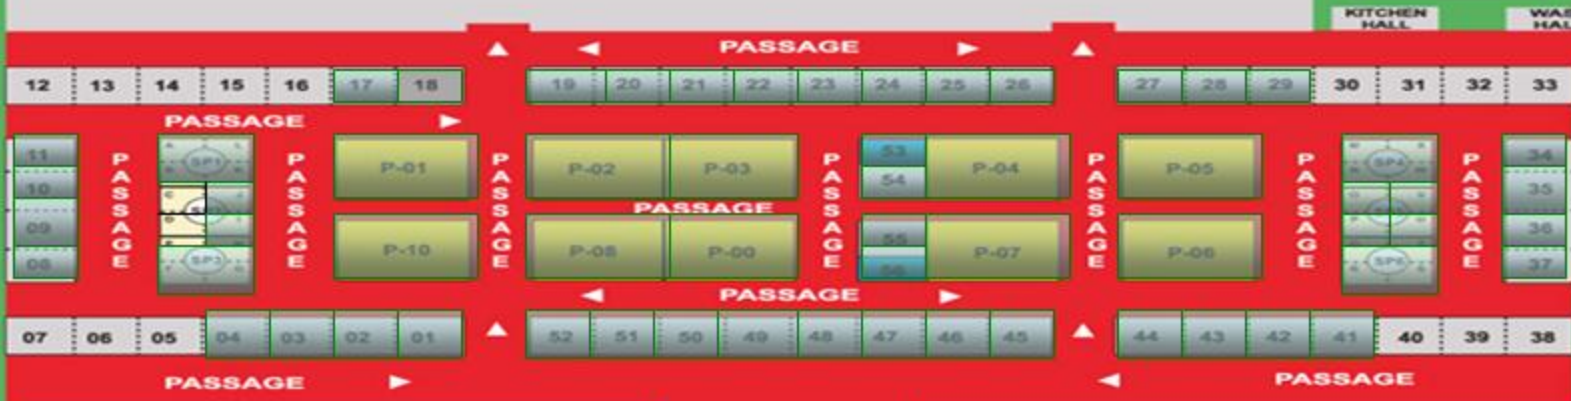 KITCHEN HALL
WAS
HAL
PASSAGE
12 13 14 15 16 17 18 19 20 21 22 23 24 25 26 27 28 29 30 31 32 33
PASSAGE
11 PASSAGE SP1 PASSAGE P-01 PASSAGE P-02 P-03 PASSAGE 53 P-04 PASSAGE P-05 PASSAGE SP4 PASSAGE 34
10 54 35
PASSAGE
09 P-10 P-08 P-00 55 P-07 P-06 36
08 SP3 56 SP6 37
PASSAGE
07 06 05 04 03 02 01 52 51 50 49 48 47 46 45 44 43 42 41 40 39 38
PASSAGE PASSAGE